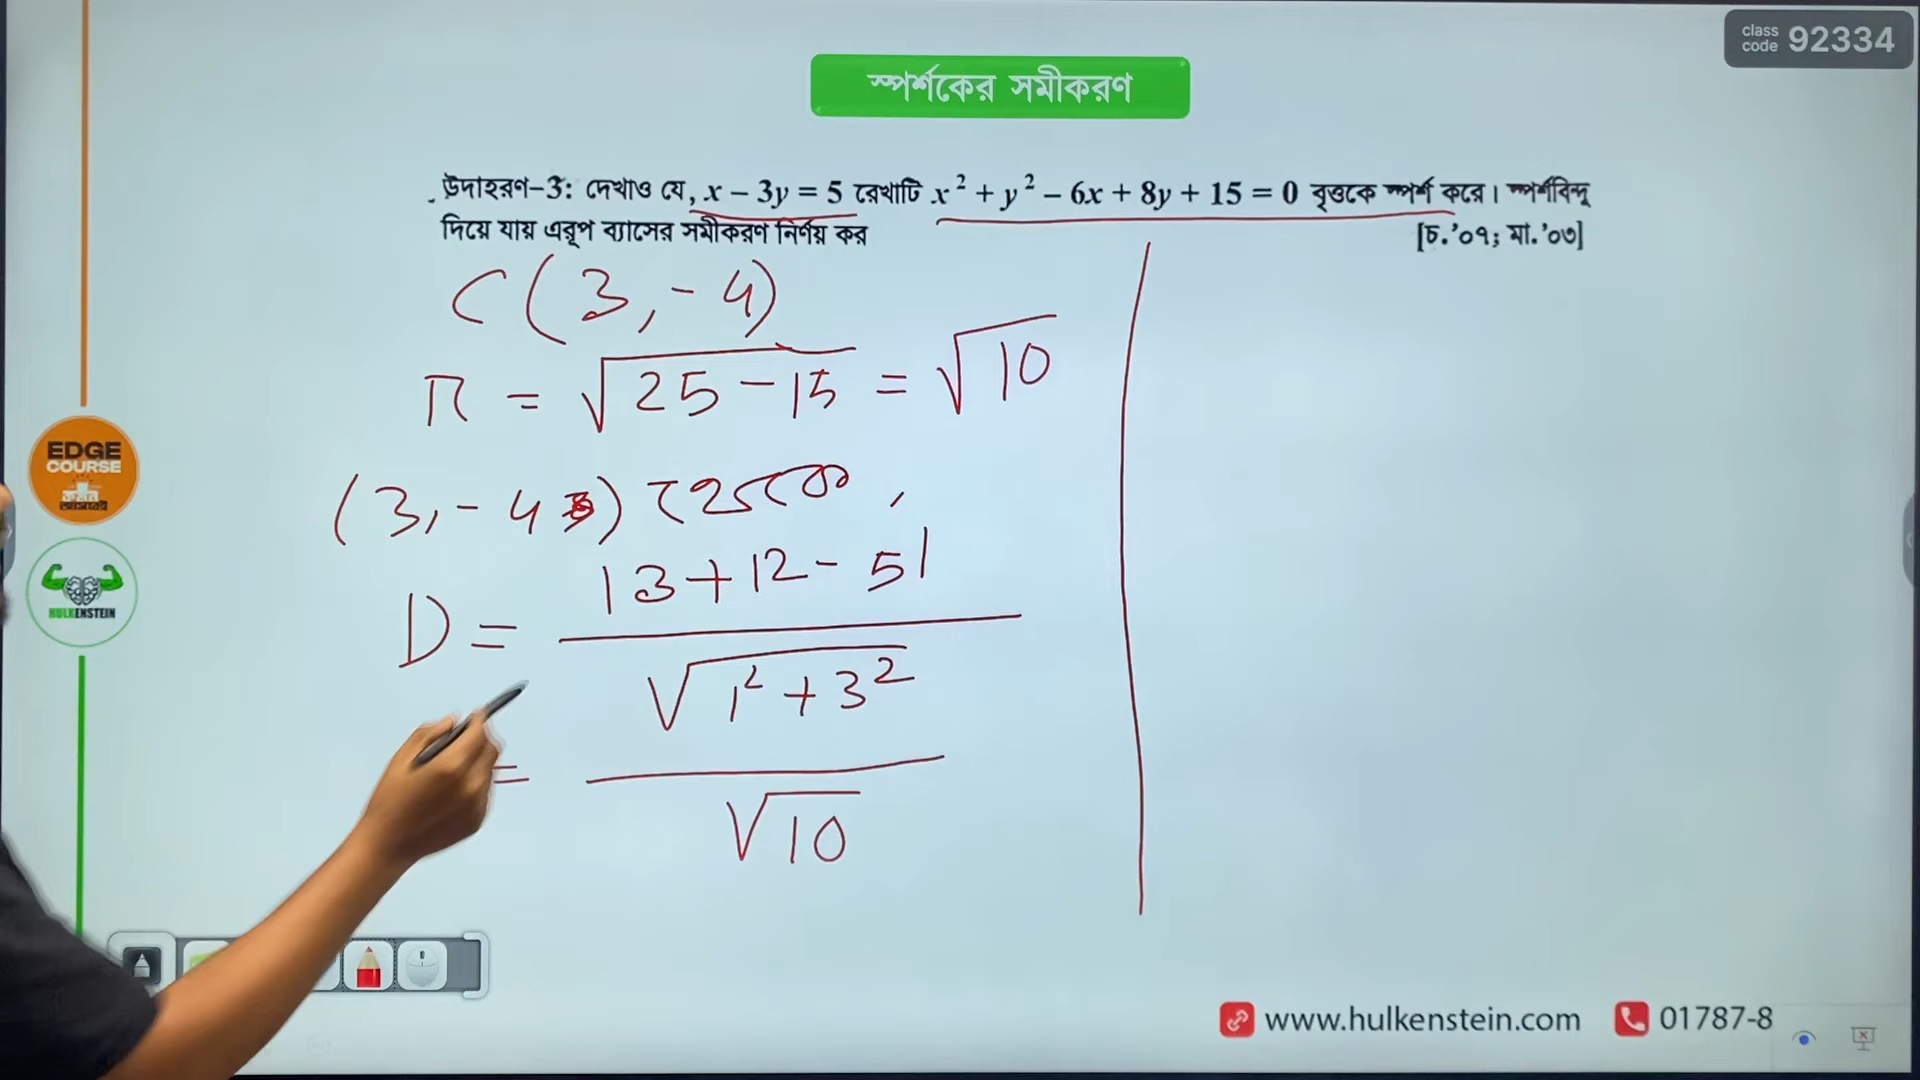 class code 92334
স্পর্শকের সমীকরণ
উদাহরণ-3: দেখাও যে, x – 3y = 5 রেখাটি x² + y² – 6x + 8y + 15 = 0 বৃত্তকে স্পর্শ করে। স্পর্শবিন্দু
দিয়ে যায় এরূপ ব্যাসের সমীকরণ নির্ণয় কর [চ.'০৭; মা.'০৩]
C (3, -4)
r = √25 - 15 = √10
(3, - 4) থেকে,
D = |3 + 12 - 5| / √1² + 3²
= / √10
EDGE
COURSE
HULKENSTEIN
www.hulkenstein.com 01787-8